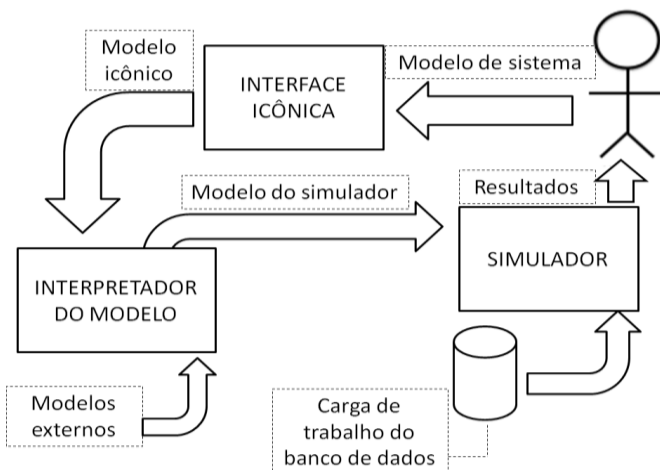 Modelo
icônico
INTERFACE
ICÔNICA
Modelo de sistema
Modelo do simulador
Resultados
INTERPRETADOR
DO MODELO
SIMULADOR
Modelos
externos
Carga de
trabalho do
banco de dados